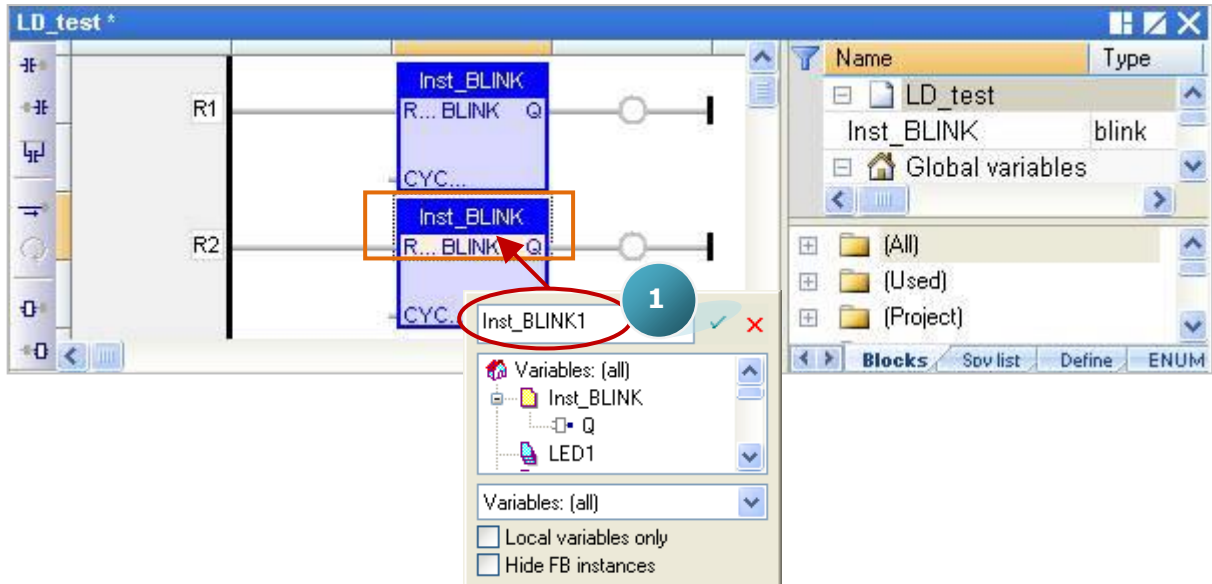 LD_test *
Name Type
LD_test
Inst_BLINK blink
Global variables
R1
Inst_BLINK
R... BLINK Q
CYC...
R2
Inst_BLINK
R... BLINK Q
CYC...
(All)
(Used)
(Project)
Blocks Spy list Define ENUM
1
Inst_BLINK1
Variables: (all)
Inst_BLINK
Q
LED1
Variables: (all)
Local variables only
Hide FB instances